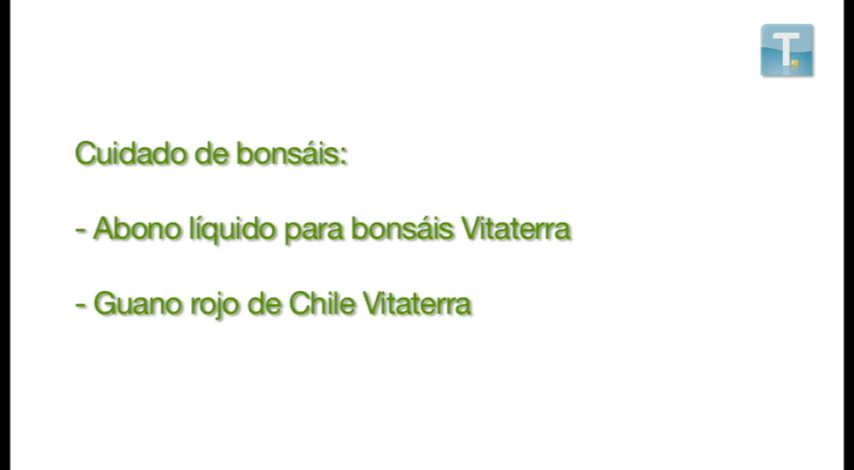 T.
Cuidado de bonsáis:
- Abono líquido para bonsáis Vitaterra
- Guano rojo de Chile Vitaterra